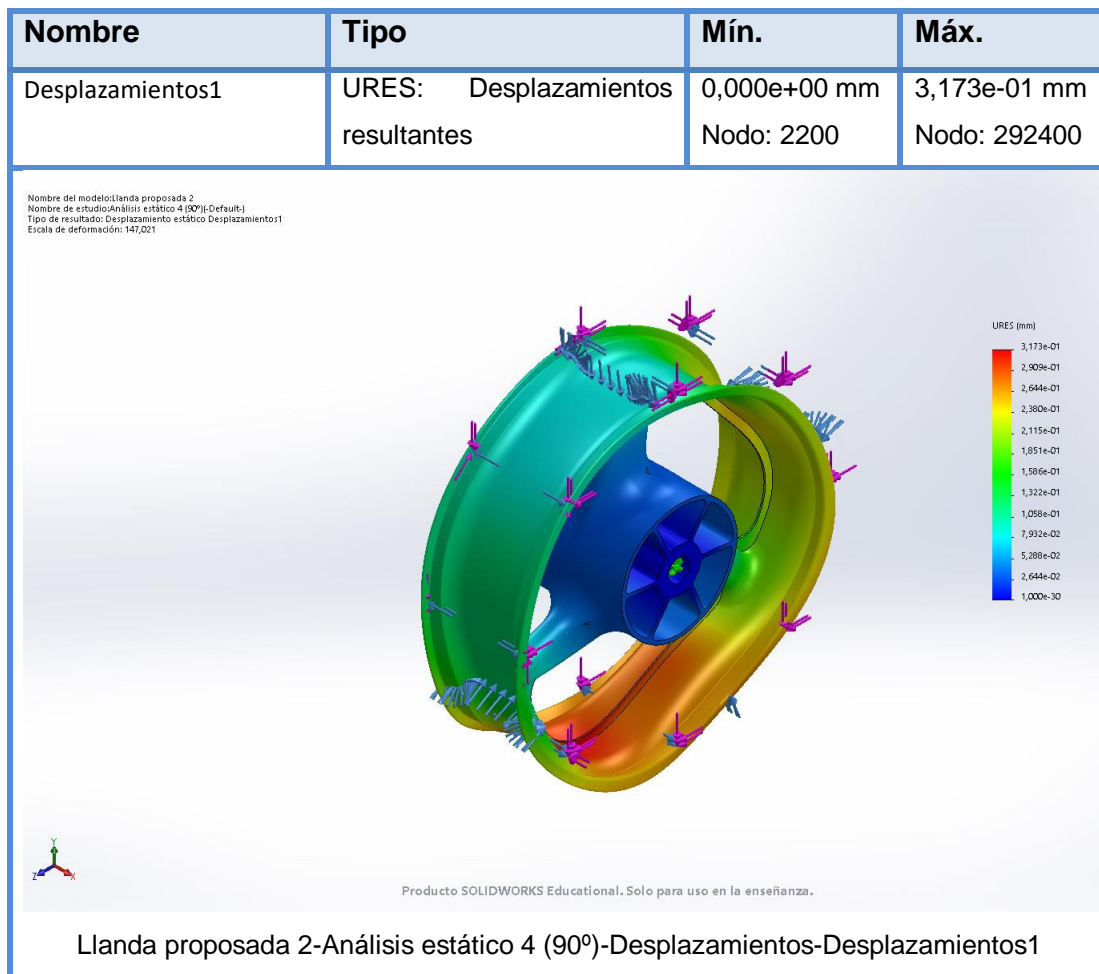 Nombre Tipo Mín. Máx.
Desplazamientos1 URES: Desplazamientos 0,000e+00 mm 3,173e-01 mm
resultantes Nodo: 2200 Nodo: 292400
Nombre del modelo:Llanda proposada 2
Nombre de estudio:Análisis estático 4 (90º)(-Default-)
Tipo de resultado: Desplazamiento estático Desplazamientos1
Escala de deformación: 147,021
URES (mm)
3,173e-01
2,909e-01
2,644e-01
2,380e-01
2,115e-01
1,851e-01
1,586e-01
1,322e-01
1,058e-01
7,932e-02
5,288e-02
2,644e-02
1,000e-30
Y
Z X
Producto SOLIDWORKS Educational. Solo para uso en la enseñanza.
Llanda proposada 2-Análisis estático 4 (90º)-Desplazamientos-Desplazamientos1